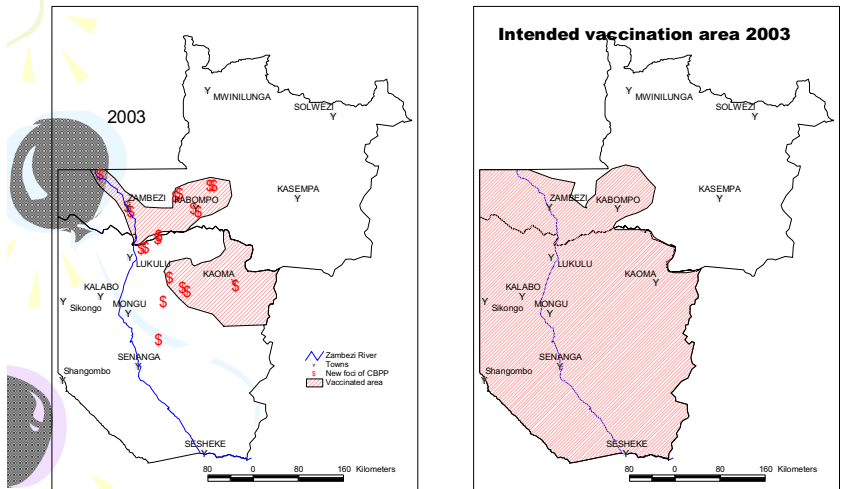 2003
MWINILUNGA
SOLWEZI
KASEMPA
ZAMBEZI
KABOMPO
LUKULU
KAOMA
KALABO
Sikongo
MONGU
SENANGA
Shangombo
SESHEKE
Zambezi River
Towns
New foci of CBPP
Vaccinated area
80 0 80 160 Kilometers
Intended vaccination area 2003
MWINILUNGA
SOLWEZI
KASEMPA
ZAMBEZI
KABOMPO
LUKULU
KAOMA
KALABO
Sikongo
MONGU
SENANGA
Shangombo
SESHEKE
80 0 80 160 Kilometers